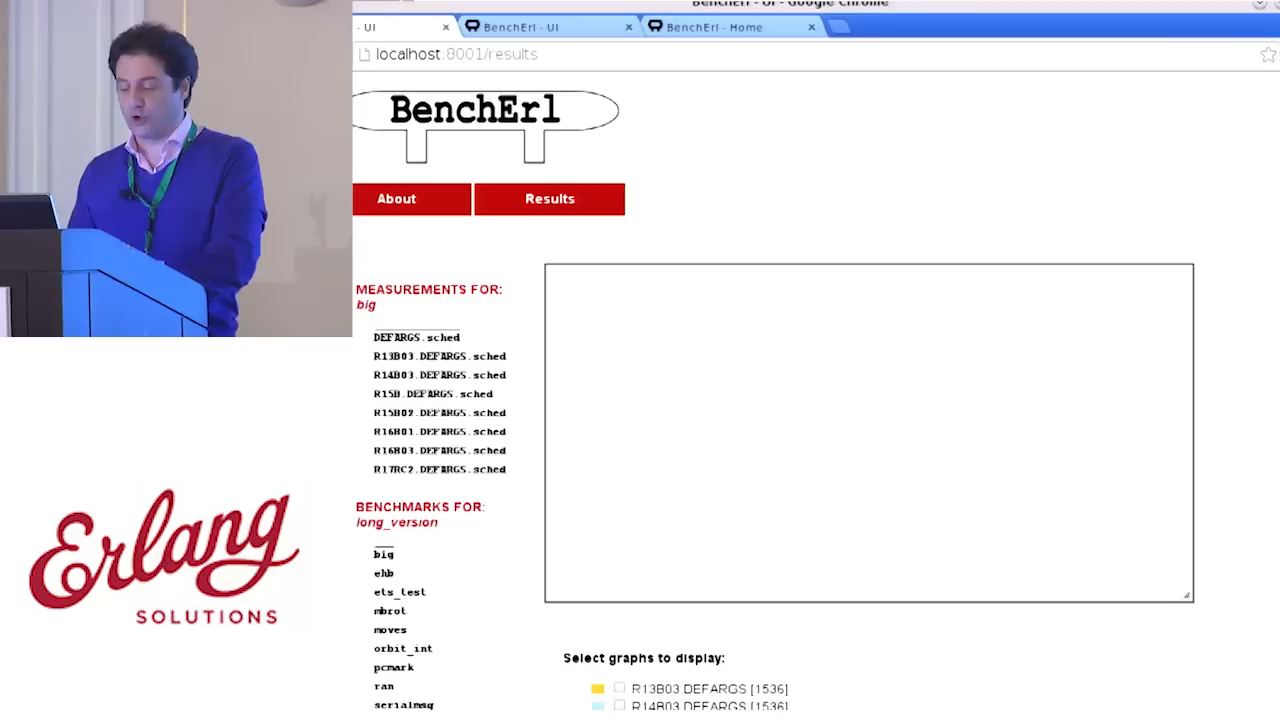 BenchErl - UI - Google Chrome
- UI
BenchErl - UI
BenchErl - Home
localhost:8001/results
BenchErl
About
Results
MEASUREMENTS FOR:
big
DEFARGS.sched
R13B03.DEFARGS.sched
R14B03.DEFARGS.sched
R15B.DEFARGS.sched
R15B02.DEFARGS.sched
R16B01.DEFARGS.sched
R16B03.DEFARGS.sched
R17RC2.DEFARGS.sched
BENCHMARKS FOR:
long_version
big
ehb
ets_test
mbrot
moves
orbit_int
pcmark
ran
serialmsg
Select graphs to display:
R13B03 DEFARGS [1536]
R14B03 DEFARGS [1536]
Erlang
SOLUTIONS